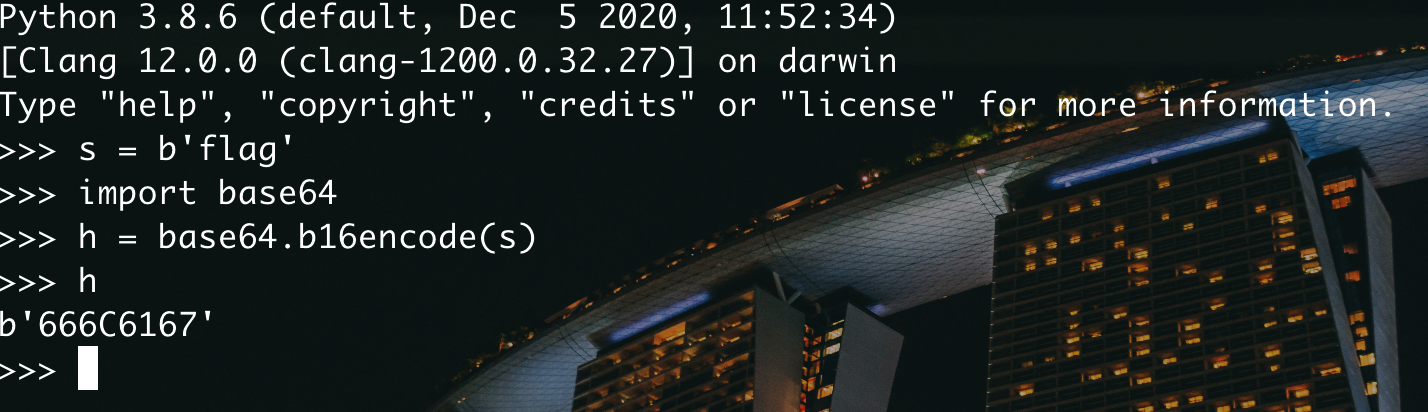 Python 3.8.6 (default, Dec  5 2020, 11:52:34)
[Clang 12.0.0 (clang-1200.0.32.27)] on darwin
Type "help", "copyright", "credits" or "license" for more information.
>>> s = b'flag'
>>> import base64
>>> h = base64.b16encode(s)
>>> h
b'666C6167'
>>>